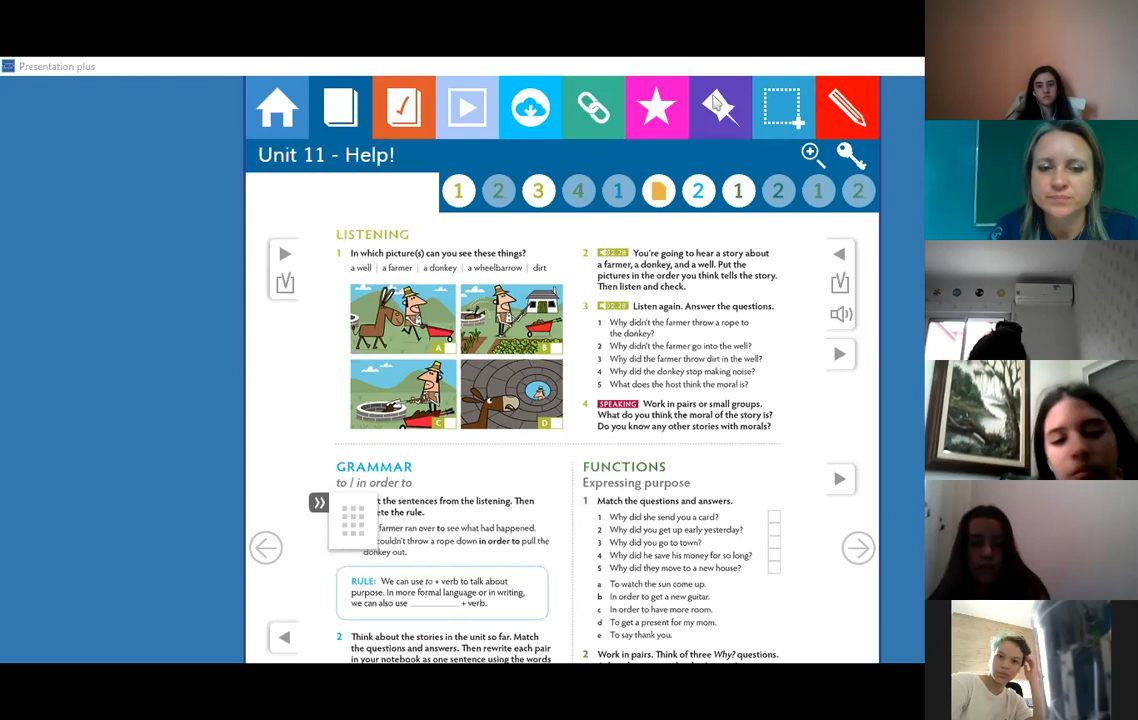 Presentation plus
Unit 11 - Help!
1 2 3 4 1 2 1 2 1 2
LISTENING
1 In which picture(s) can you see these things?
a well | a farmer | a donkey | a wheelbarrow | dirt
A
B
C
D
2 02.28 You're going to hear a story about
a farmer, a donkey, and a well. Put the
pictures in the order you think tells the story.
Then listen and check.
3 02.28 Listen again. Answer the questions.
1 Why didn't the farmer throw a rope to
the donkey?
2 Why didn't the farmer go into the well?
3 Why did the farmer throw dirt in the well?
4 Why did the donkey stop making noise?
5 What does the host think the moral is?
4 SPEAKING Work in pairs or small groups.
What do you think the moral of the story is?
Do you know any other stories with morals?
GRAMMAR
to / in order to
t the sentences from the listening. Then
ete the rule.
farmer ran over to see what had happened.
couldn't throw a rope down in order to pull the
donkey out.
RULE: We can use to + verb to talk about
purpose. In more formal language or in writing,
we can also use ________ + verb.
2 Think about the stories in the unit so far. Match
the questions and answers. Then rewrite each pair
in your notebook as one sentence using the words
FUNCTIONS
Expressing purpose
1 Match the questions and answers.
1 Why did she send you a card?
2 Why did you get up early yesterday?
3 Why did you go to town?
4 Why did he save his money for so long?
5 Why did they move to a new house?
a To watch the sun come up.
b In order to get a new guitar.
c In order to have more room.
d To get a present for my mom.
e To say thank you.
2 Work in pairs. Think of three Why? questions.